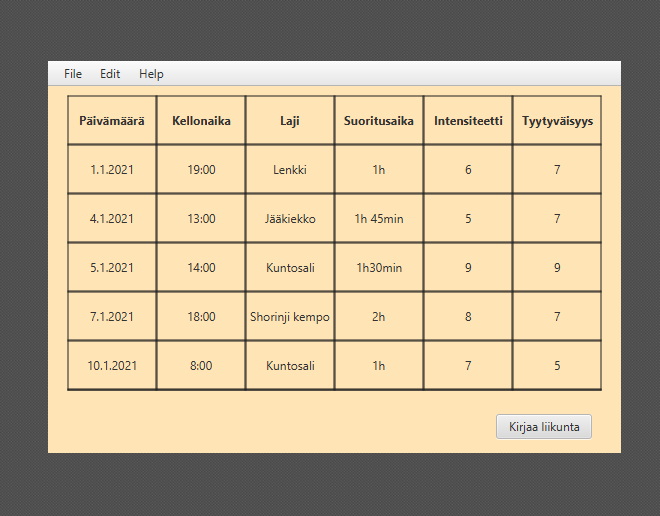 File Edit Help
Päivämäärä Kellonaika Laji Suoritusaika Intensiteetti Tyytyväisyys
1.1.2021 19:00 Lenkki 1h 6 7
4.1.2021 13:00 Jääkiekko 1h 45min 5 7
5.1.2021 14:00 Kuntosali 1h30min 9 9
7.1.2021 18:00 Shorinji kempo 2h 8 7
10.1.2021 8:00 Kuntosali 1h 7 5
Kirjaa liikunta